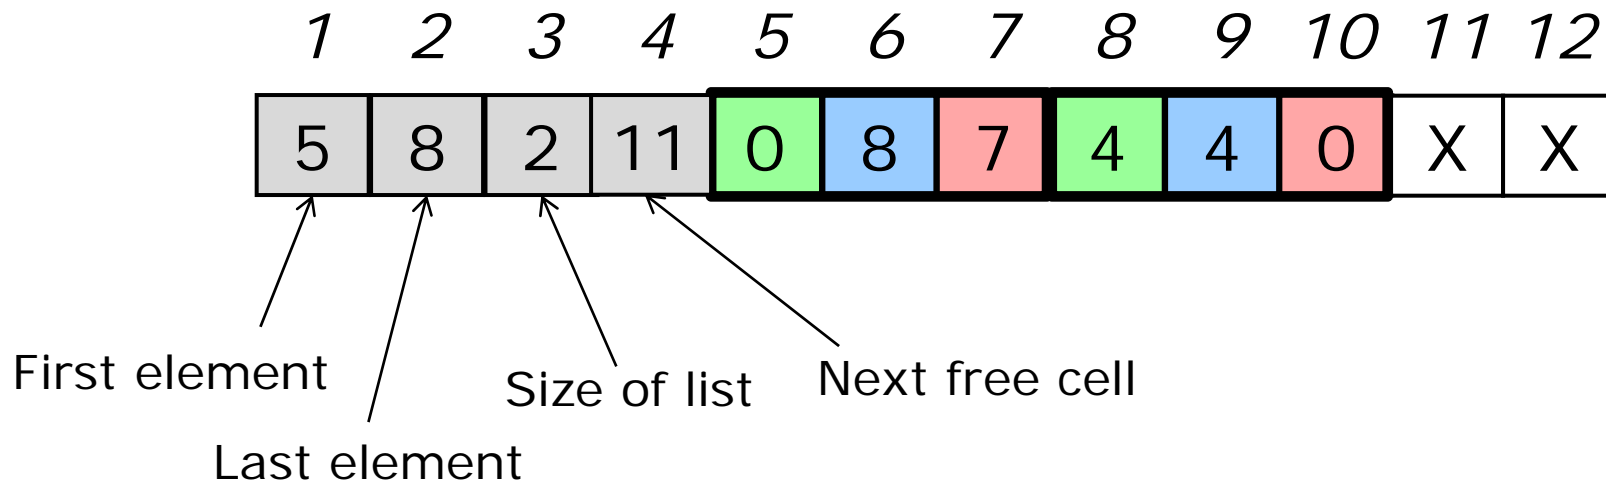 1 2 3 4 5 6 7 8 9 10 11 12
5 8 2 11 0 8 7 4 4 0 X X
First element
Size of list
Next free cell
Last element